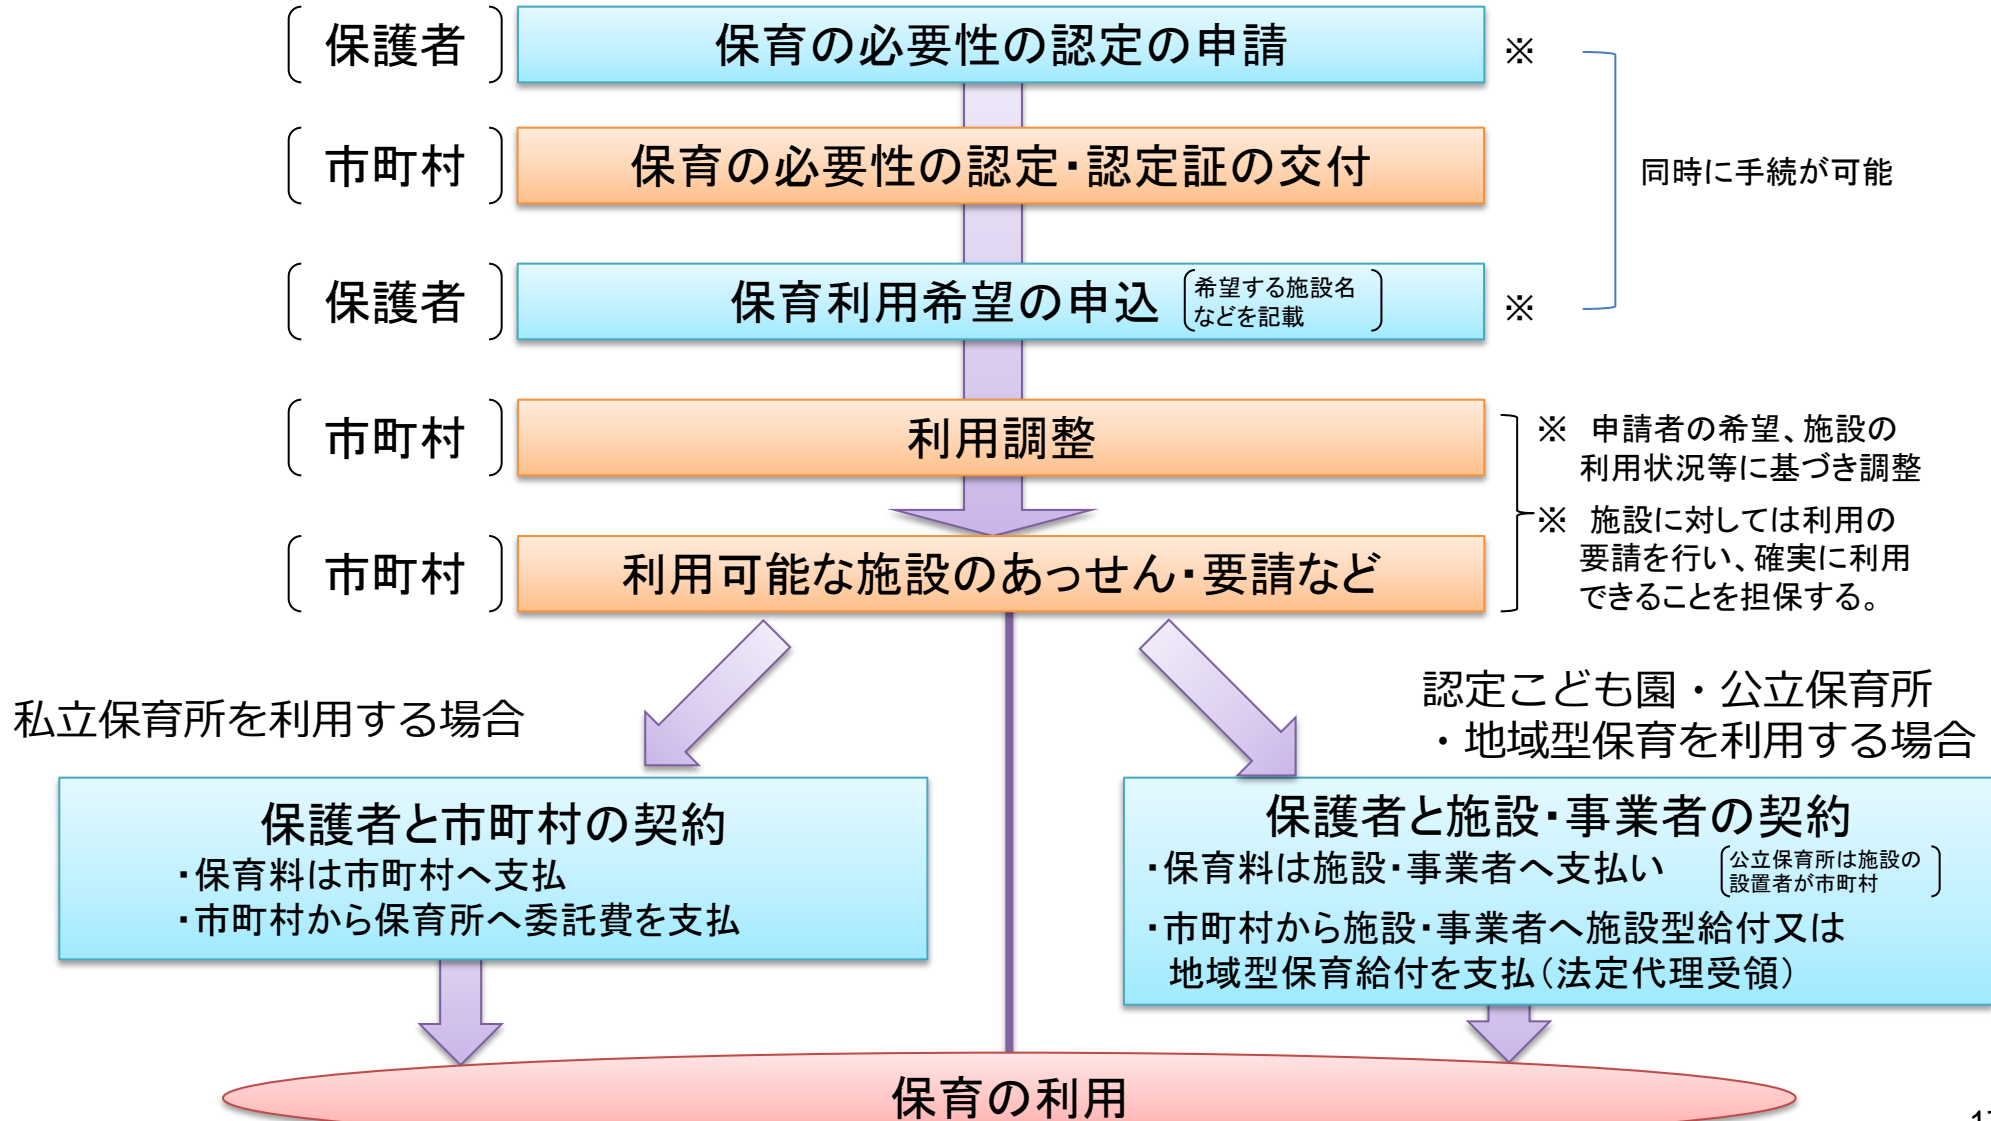 保護者
保育の必要性の認定の申請
※
市町村
保育の必要性の認定・認定証の交付
同時に手続が可能
保護者
保育利用希望の申込
希望する施設名
などを記載
※
市町村
利用調整
※ 申請者の希望、施設の
利用状況等に基づき調整
※ 施設に対しては利用の
要請を行い、確実に利用
できることを担保する。
市町村
利用可能な施設のあっせん・要請など
私立保育所を利用する場合
認定こども園・公立保育所
・地域型保育を利用する場合
保護者と市町村の契約
・保育料は市町村へ支払
・市町村から保育所へ委託費を支払
保護者と施設・事業者の契約
・保育料は施設・事業者へ支払い
公立保育所は施設の
設置者が市町村
・市町村から施設・事業者へ施設型給付又は
地域型保育給付を支払(法定代理受領)
保育の利用